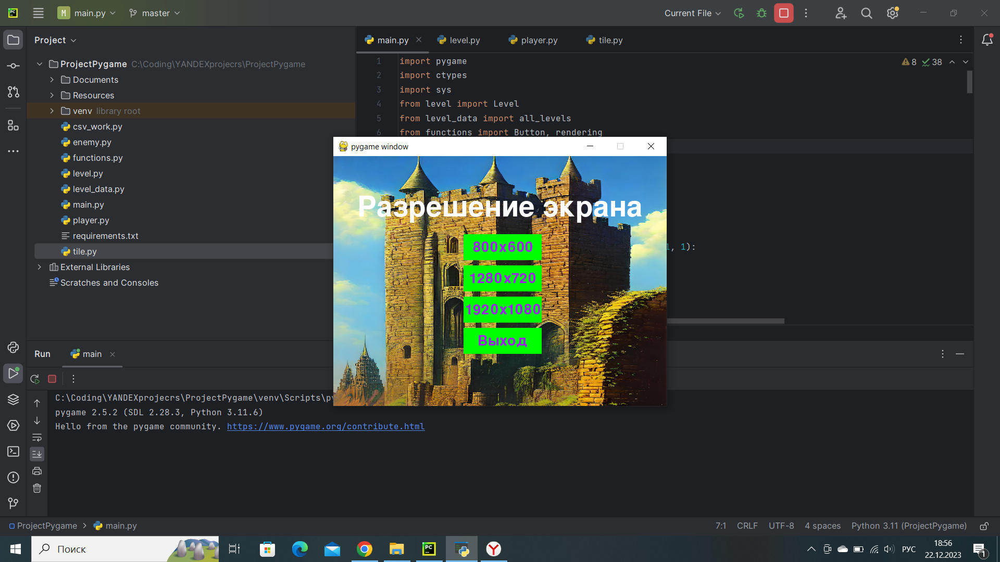 M main.py master Current File
Project
main.py level.py player.py tile.py
ProjectPygame C:\Coding\YANDEXprojecrs\ProjectPygame
Documents
Resources
venv library root
csv_work.py
enemy.py
functions.py
level.py
level_data.py
main.py
player.py
requirements.txt
tile.py
External Libraries
Scratches and Consoles
1 import pygame
2 import ctypes
3 import sys
4 from level import Level
5 from level_data import all_levels
6 from functions import Button, rendering
8 38
1, 1):
pygame window
Разрешение экрана
800x600
1280x720
1920x1080
Выход
Run main
C:\Coding\YANDEXprojecrs\ProjectPygame\venv\Scripts\py
pygame 2.5.2 (SDL 2.28.3, Python 3.11.6)
Hello from the pygame community. https://www.pygame.org/contribute.html
ProjectPygame main.py
7:1 CRLF UTF-8 4 spaces Python 3.11 (ProjectPygame)
Поиск
PC
РУС
18:56
22.12.2023
1